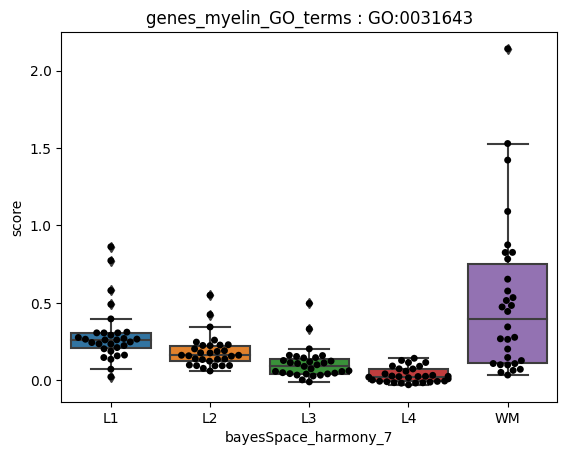 genes_myelin_GO_terms : GO:0031643
2.0
1.5
1.0
0.5
0.0
score
L1 L2 L3 L4 WM
bayesSpace_harmony_7